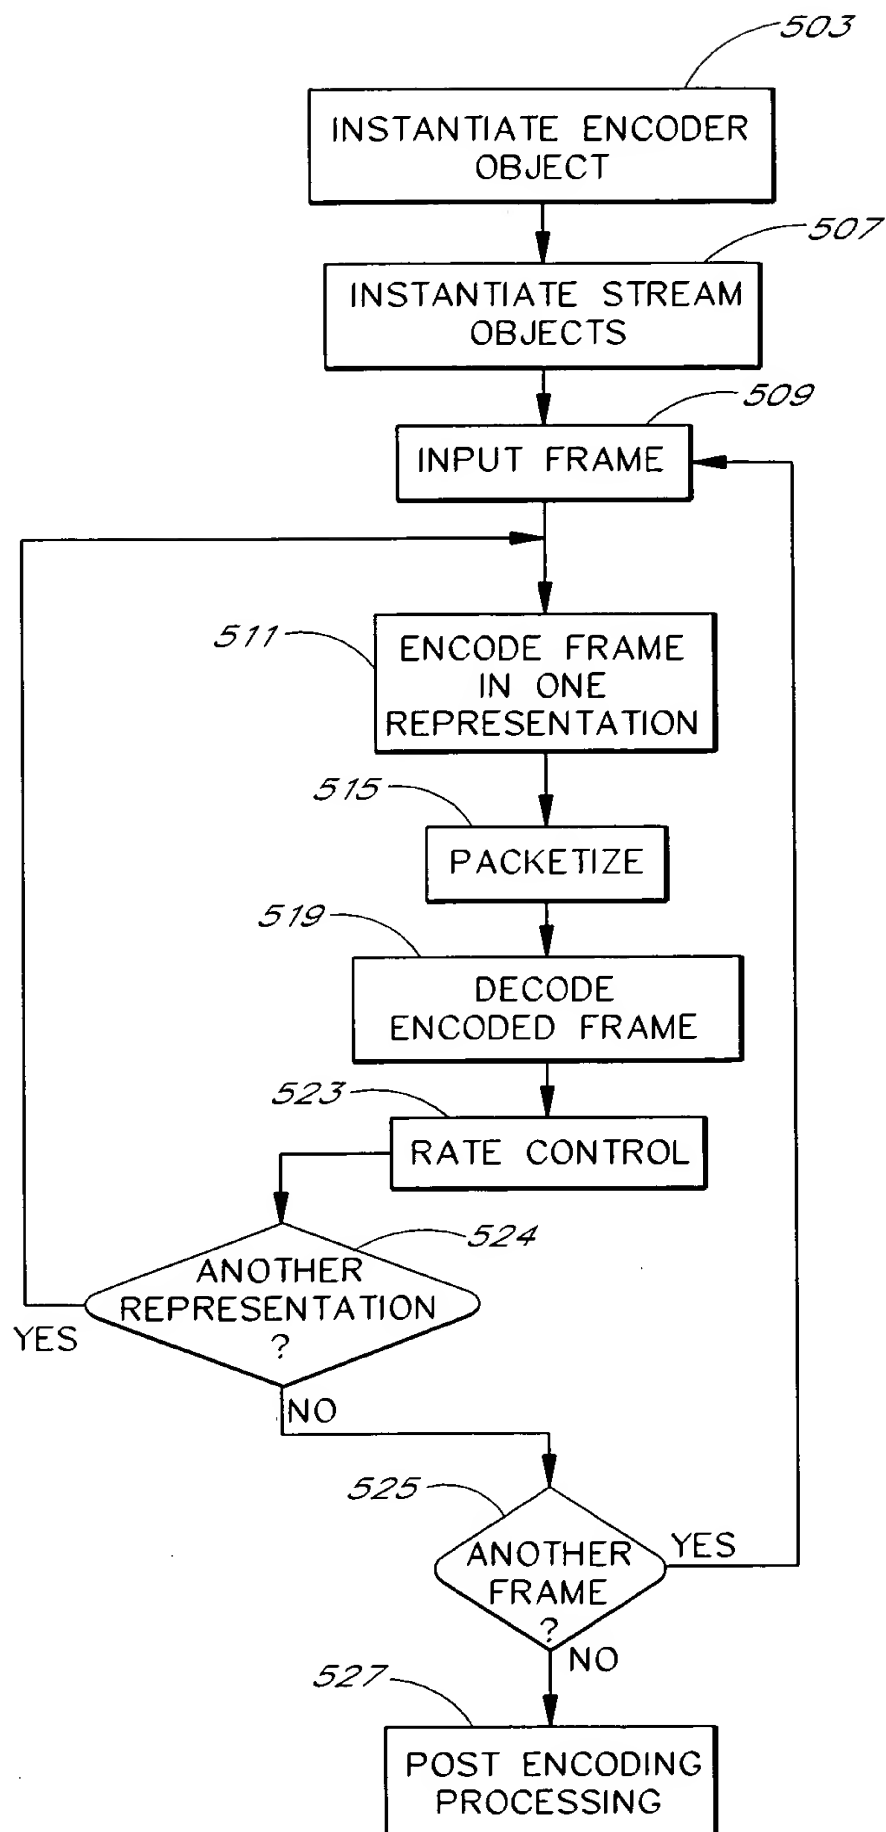 503
INSTANTIATE ENCODER
OBJECT
507
INSTANTIATE STREAM
OBJECTS
509
INPUT FRAME
511
ENCODE FRAME
IN ONE
REPRESENTATION
515
PACKETIZE
519
DECODE
ENCODED FRAME
523
RATE CONTROL
524
ANOTHER
REPRESENTATION
?
YES
NO
525
ANOTHER
FRAME
?
YES
NO
527
POST ENCODING
PROCESSING